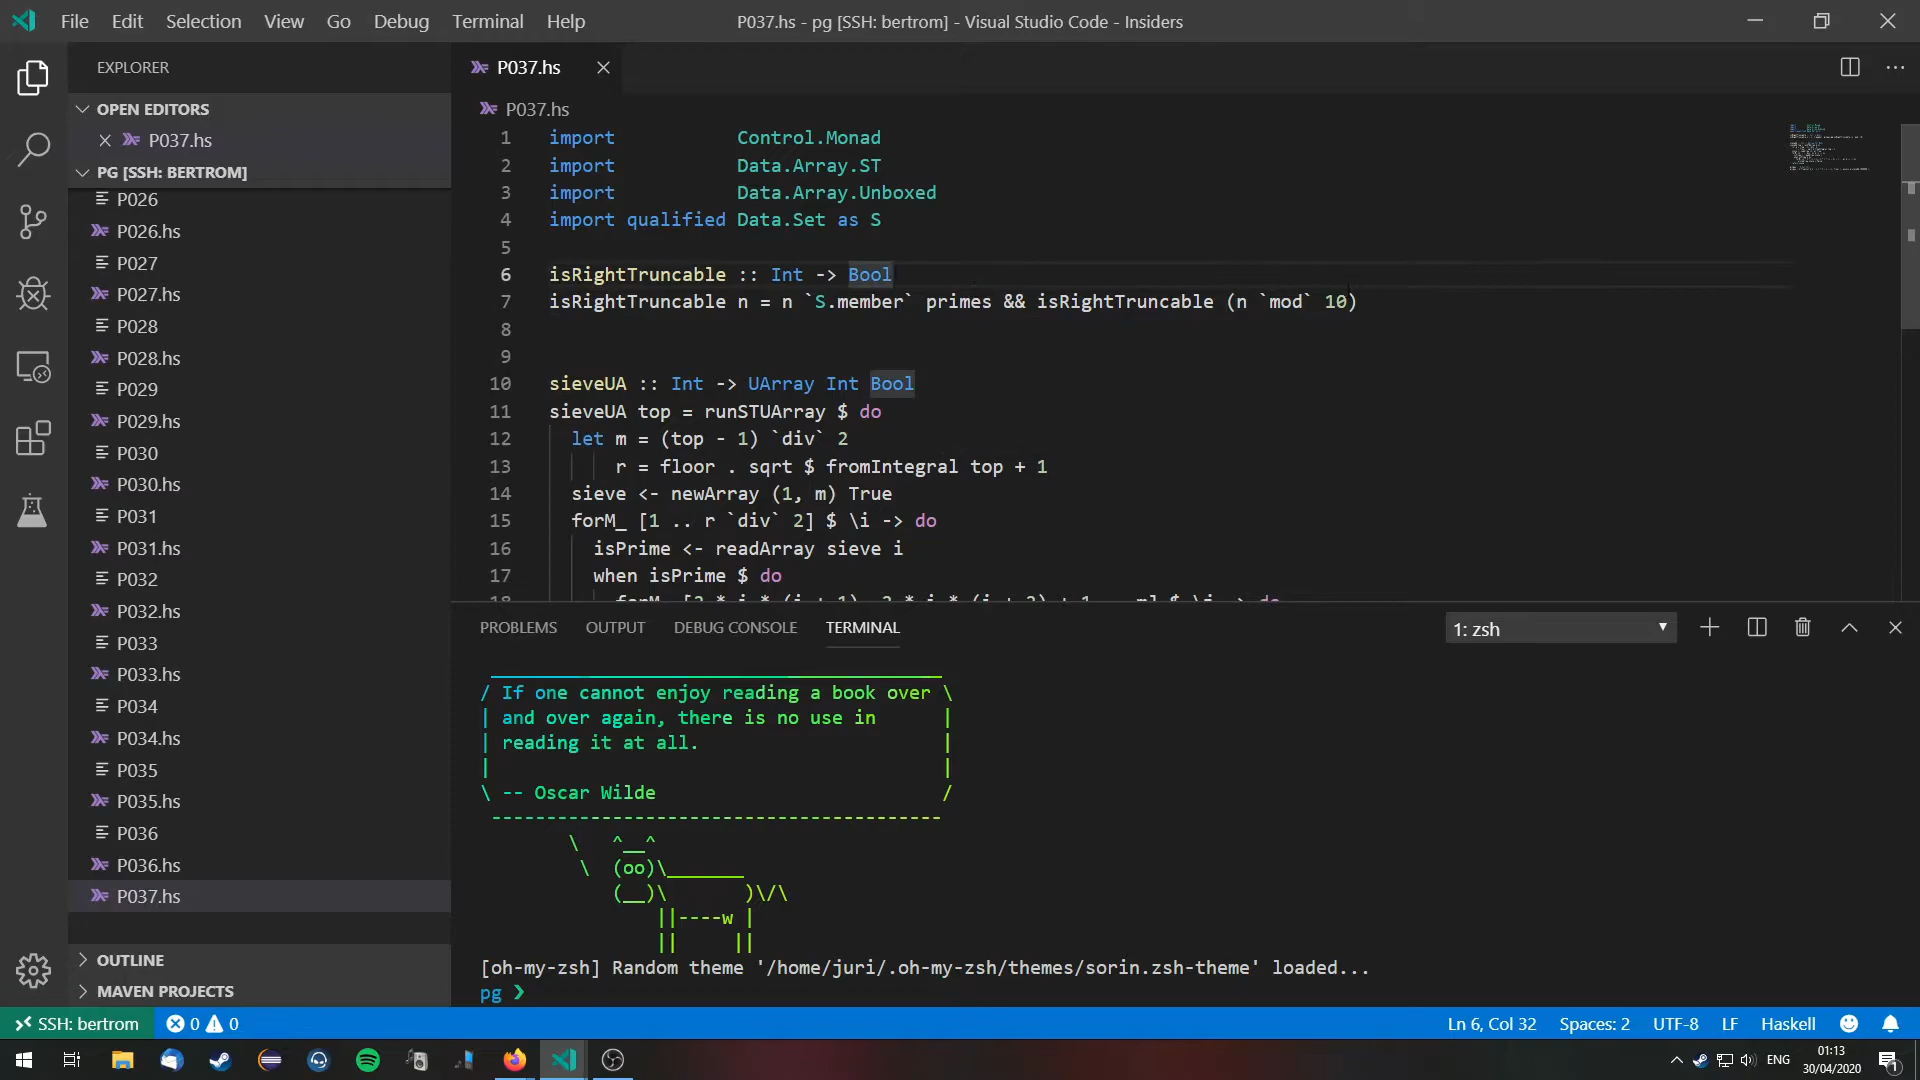 File Edit Selection View Go Debug Terminal Help
P037.hs - pg [SSH: bertrom] - Visual Studio Code - Insiders
EXPLORER
OPEN EDITORS
P037.hs
PG [SSH: BERTROM]
P026
P026.hs
P027
P027.hs
P028
P028.hs
P029
P029.hs
P030
P030.hs
P031
P031.hs
P032
P032.hs
P033
P033.hs
P034
P034.hs
P035
P035.hs
P036
P036.hs
P037.hs
OUTLINE
MAVEN PROJECTS
P037.hs
P037.hs
1 import Control.Monad
2 import Data.Array.ST
3 import Data.Array.Unboxed
4 import qualified Data.Set as S
5
6 isRightTruncable :: Int -> Bool
7 isRightTruncable n = n `S.member` primes && isRightTruncable (n `mod` 10)
8
9
10 sieveUA :: Int -> UArray Int Bool
11 sieveUA top = runSTUArray $ do
12 let m = (top - 1) `div` 2
13 r = floor . sqrt $ fromIntegral top + 1
14 sieve <- newArray (1, m) True
15 forM_ [1 .. r `div` 2] $ \i -> do
16 isPrime <- readArray sieve i
17 when isPrime $ do
18 forM_ [2 * i * (i + 1), 2 * i * (i + 2) + 1 .. m] $ \j -> do
PROBLEMS OUTPUT DEBUG CONSOLE TERMINAL
1: zsh
/ If one cannot enjoy reading a book over \
| and over again, there is no use in |
| reading it at all. |
| |
\ -- Oscar Wilde /
-----------------------------------------
\ ^__^
\ (oo)\_______
(__)\ )\/\
||----w |
|| ||
[oh-my-zsh] Random theme '/home/juri/.oh-my-zsh/themes/sorin.zsh-theme' loaded...
pg ❯
SSH: bertrom 0 0
Ln 6, Col 32 Spaces: 2 UTF-8 LF Haskell
ENG
01:13
30/04/2020
1